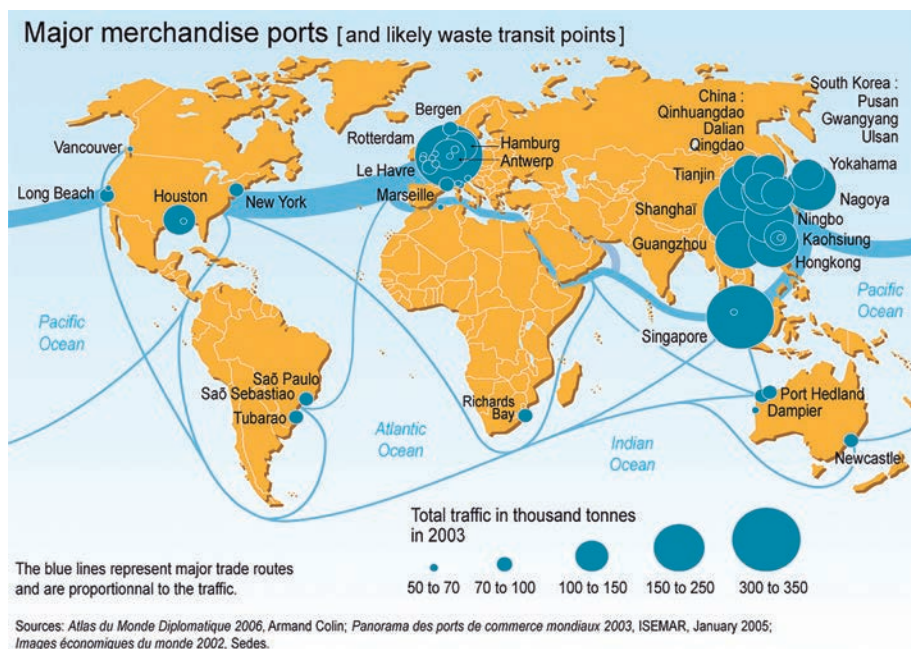 Major merchandise ports [and likely waste transit points]
Vancouver
Long Beach
Houston
New York
Bergen
Rotterdam
Hamburg
Antwerp
Le Havre
Marseille
China :
Qinhuangdao
Dalian
Qingdao
South Korea :
Pusan
Gwangyang
Ulsan
Tianjin
Yokahama
Nagoya
Shanghaï
Ningbo
Kaohsiung
Guangzhou
Hongkong
Singapore
Pacific
Ocean
Pacific
Ocean
Saõ Paulo
Saõ Sebastiao
Tubarao
Atlantic
Ocean
Richards
Bay
Indian
Ocean
Port Hedland
Dampier
Newcastle
Total traffic in thousand tonnes
in 2003
50 to 70
70 to 100
100 to 150
150 to 250
300 to 350
The blue lines represent major trade routes
and are proportionnal to the traffic.
Sources: Atlas du Monde Diplomatique 2006, Armand Colin; Panorama des ports de commerce mondiaux 2003, ISEMAR, January 2005;
Images économiques du monde 2002, Sedes.